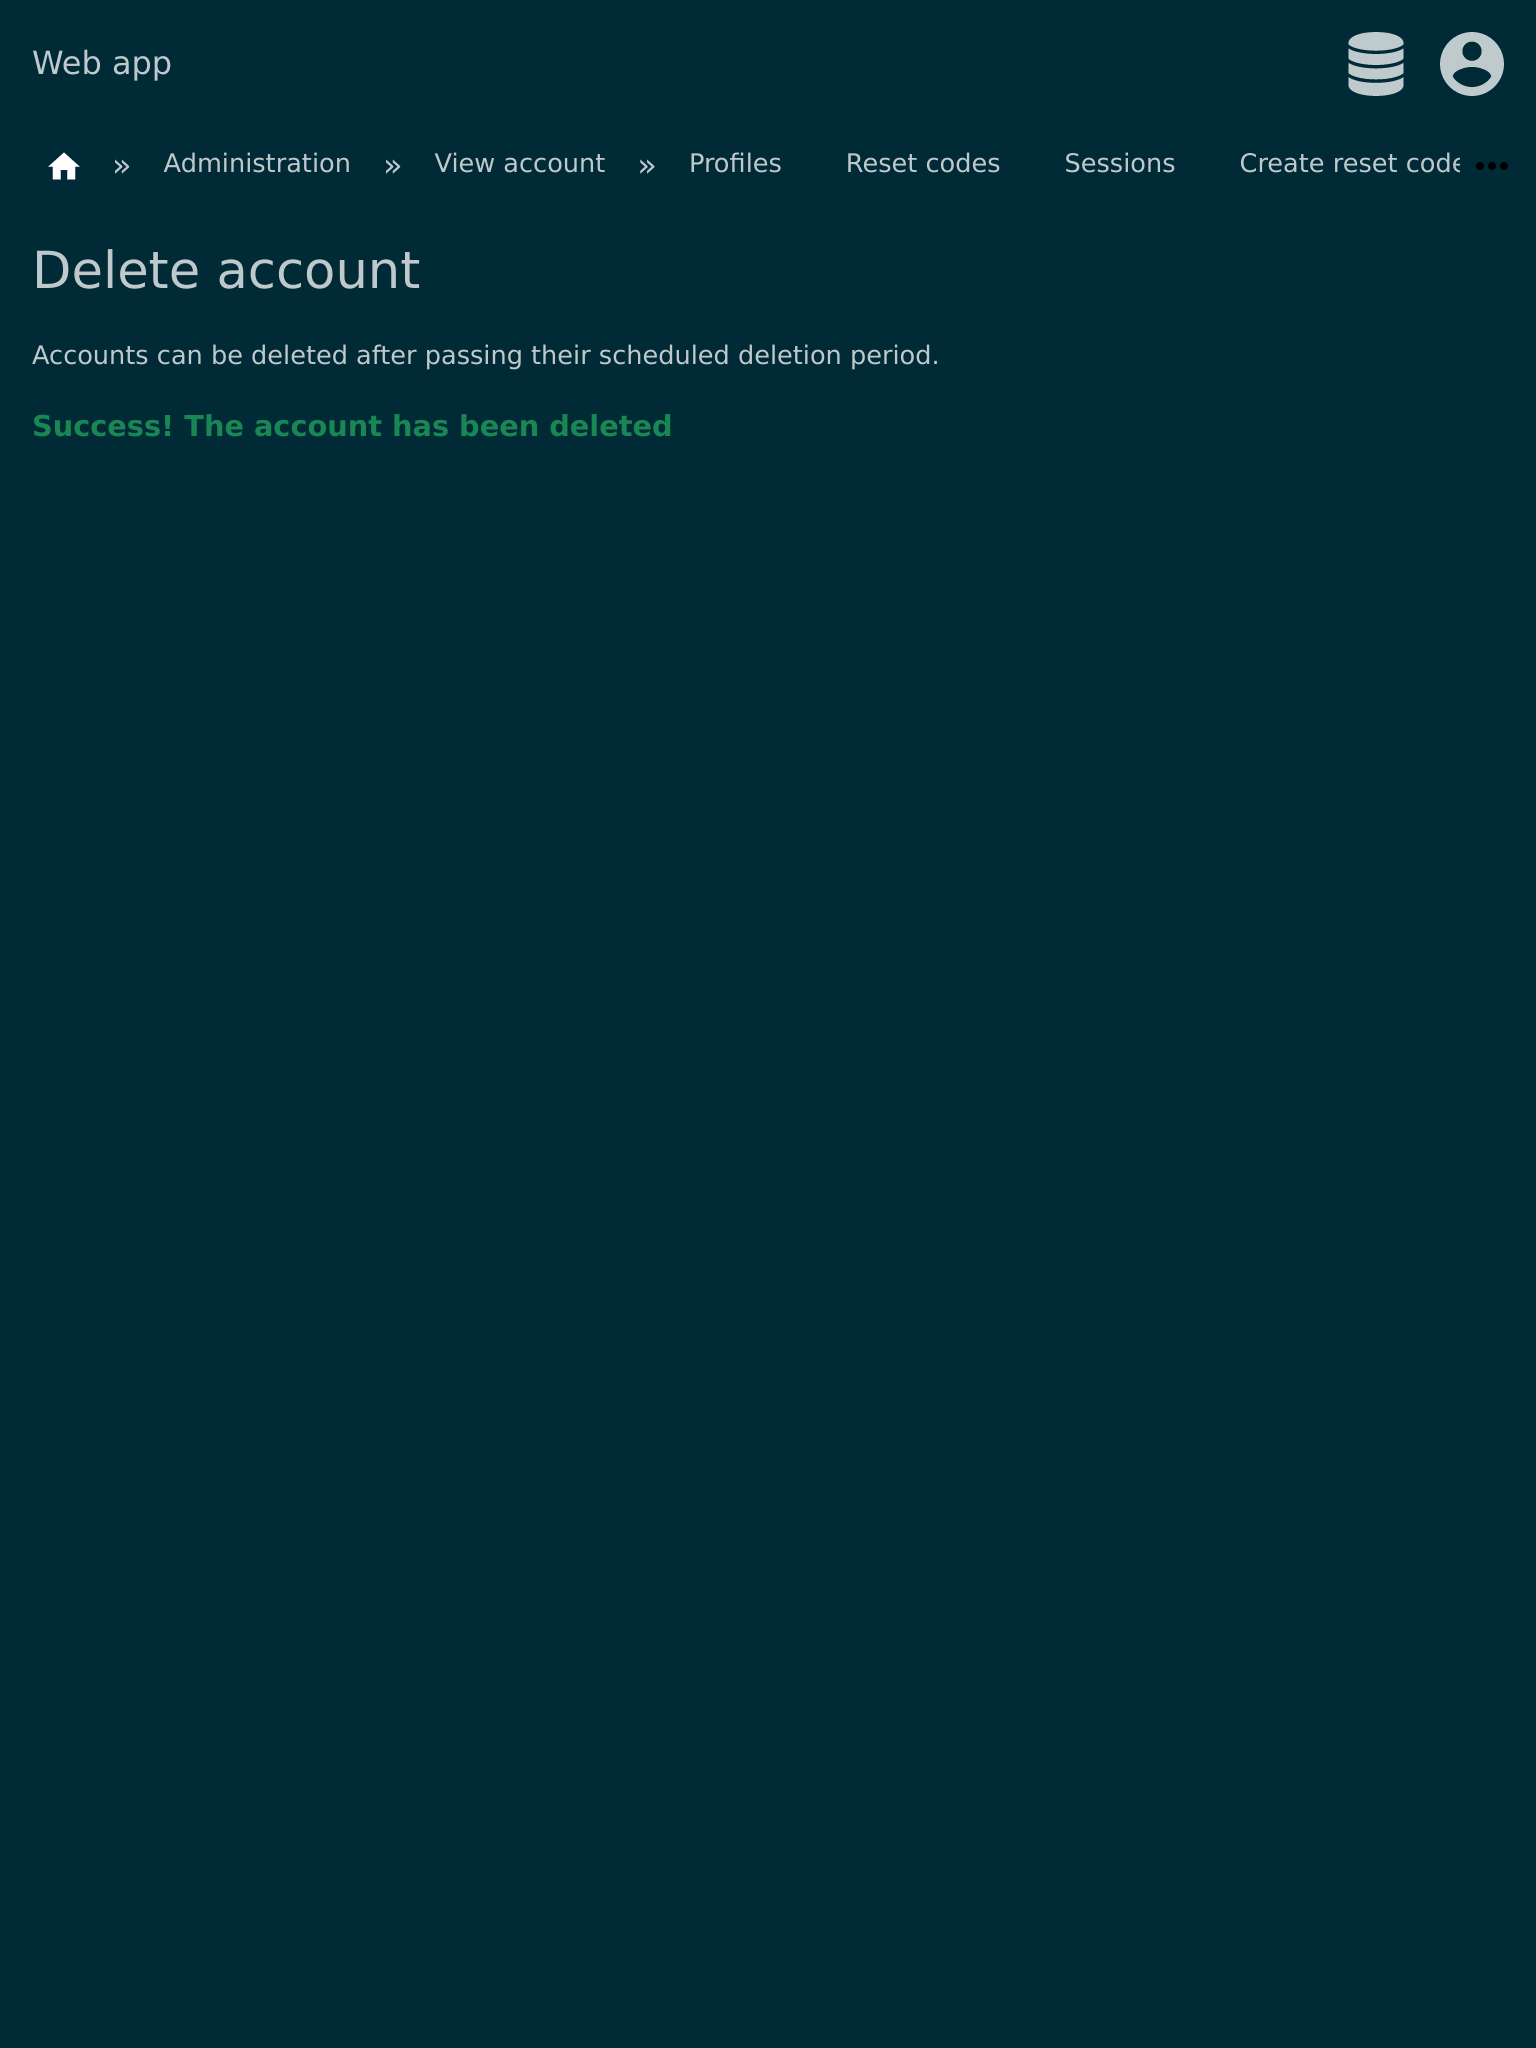 Web app
» Administration » View account » Profiles Reset codes Sessions Create reset code
Delete account
Accounts can be deleted after passing their scheduled deletion period.
Success! The account has been deleted